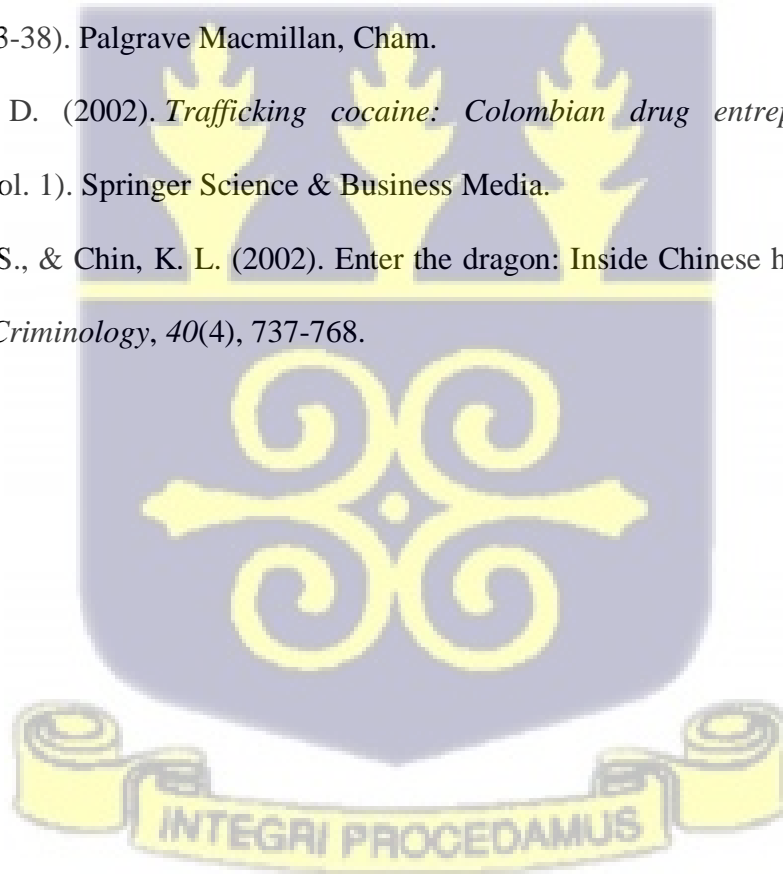 3-38). Palgrave Macmillan, Cham.
D. (2002). Trafficking cocaine: Colombian drug entrep
ol. 1). Springer Science & Business Media.
S., & Chin, K. L. (2002). Enter the dragon: Inside Chinese h
Criminology, 40(4), 737-768.
INTEGRI PROCEDAMUS